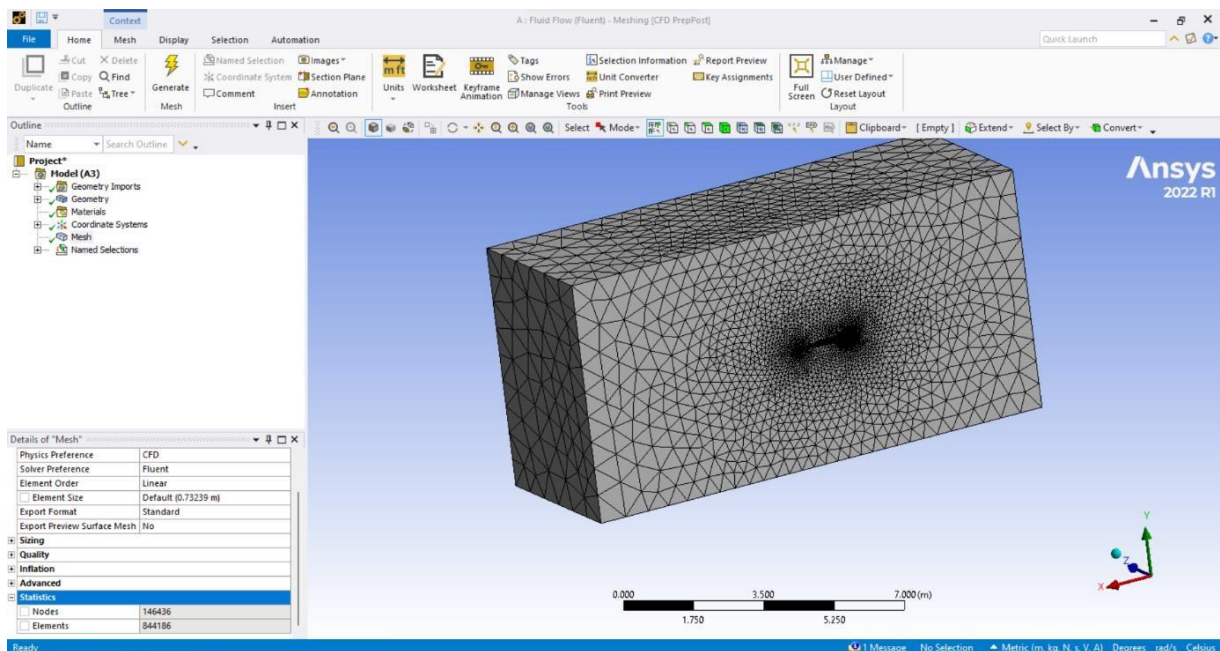 Context
A : Fluid Flow (Fluent) - Meshing [CFD PrepPost]
File Home Mesh Display Selection Automation
Quick Launch
Duplicate
Cut
Copy
Paste
Delete
Find
Tree
Outline
Generate
Mesh
Named Selection
Coordinate System
Comment
Images
Section Plane
Annotation
Insert
Units
Worksheet
Keyframe
Animation
Tags
Show Errors
Manage Views
Selection Information
Unit Converter
Print Preview
Report Preview
Key Assignments
Tools
Full
Screen
Manage
User Defined
Reset Layout
Layout
Outline
Select Mode Clipboard [Empty] Extend Select By Convert
Name Search Outline
Project*
Model (A3)
Geometry Imports
Geometry
Materials
Coordinate Systems
Mesh
Named Selections
Ansys
2022 R1
Details of "Mesh"
Physics Preference CFD
Solver Preference Fluent
Element Order Linear
Element Size Default (0.73239 m)
Export Format Standard
Export Preview Surface Mesh No
Sizing
Quality
Inflation
Advanced
Statistics
Nodes 146436
Elements 844186
0.000 3.500 7.000 (m)
1.750 5.250
Y
Z
X
Ready 1 Message No Selection Metric (m, kg, N, s, V, A) Degrees rad/s Celsius